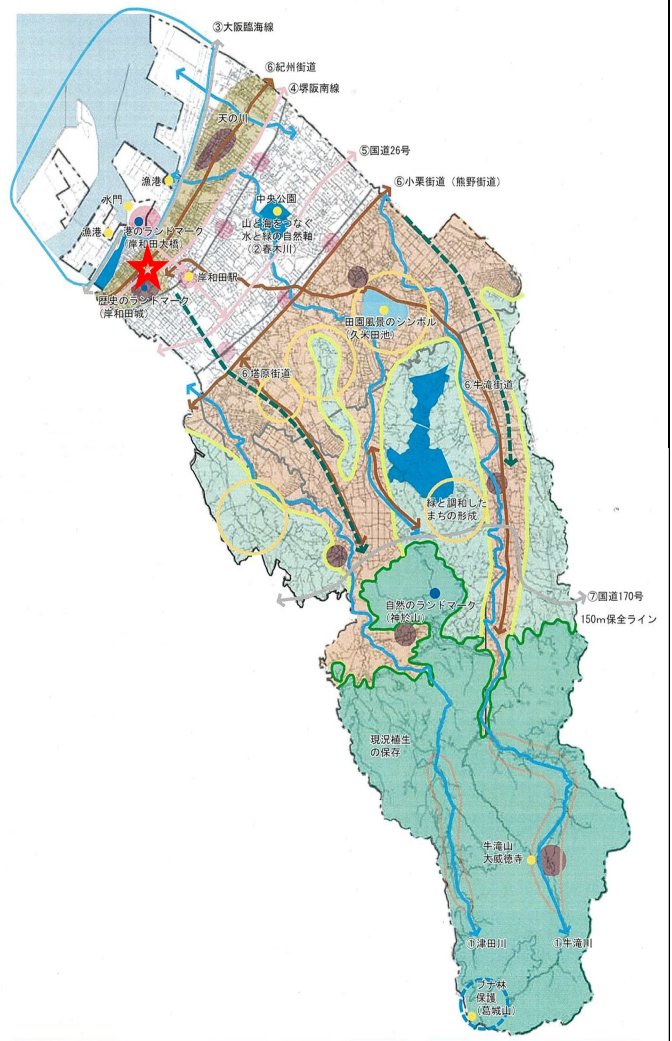 ③大阪臨海線
⑥紀州街道
④堺阪南線
天の川
⑤国道26号
漁港
⑥小栗街道（熊野街道）
水門
中央公園
漁港
港のランドマーク
（岸和田大橋）
山と海をつなぐ
水と緑の自然軸
（②春木川）
岸和田駅
歴史のランドマーク
（岸和田城）
田園風景のシンボル
（久米田池）
6塔原街道
6牛滝街道
緑と調和した
まちの形成
⑦国道170号
自然のランドマーク
（神於山）
150m保全ライン
現況植生
の保存
牛滝山
大威徳寺
①津田川
①牛滝川
ブナ林
保護
（葛城山）